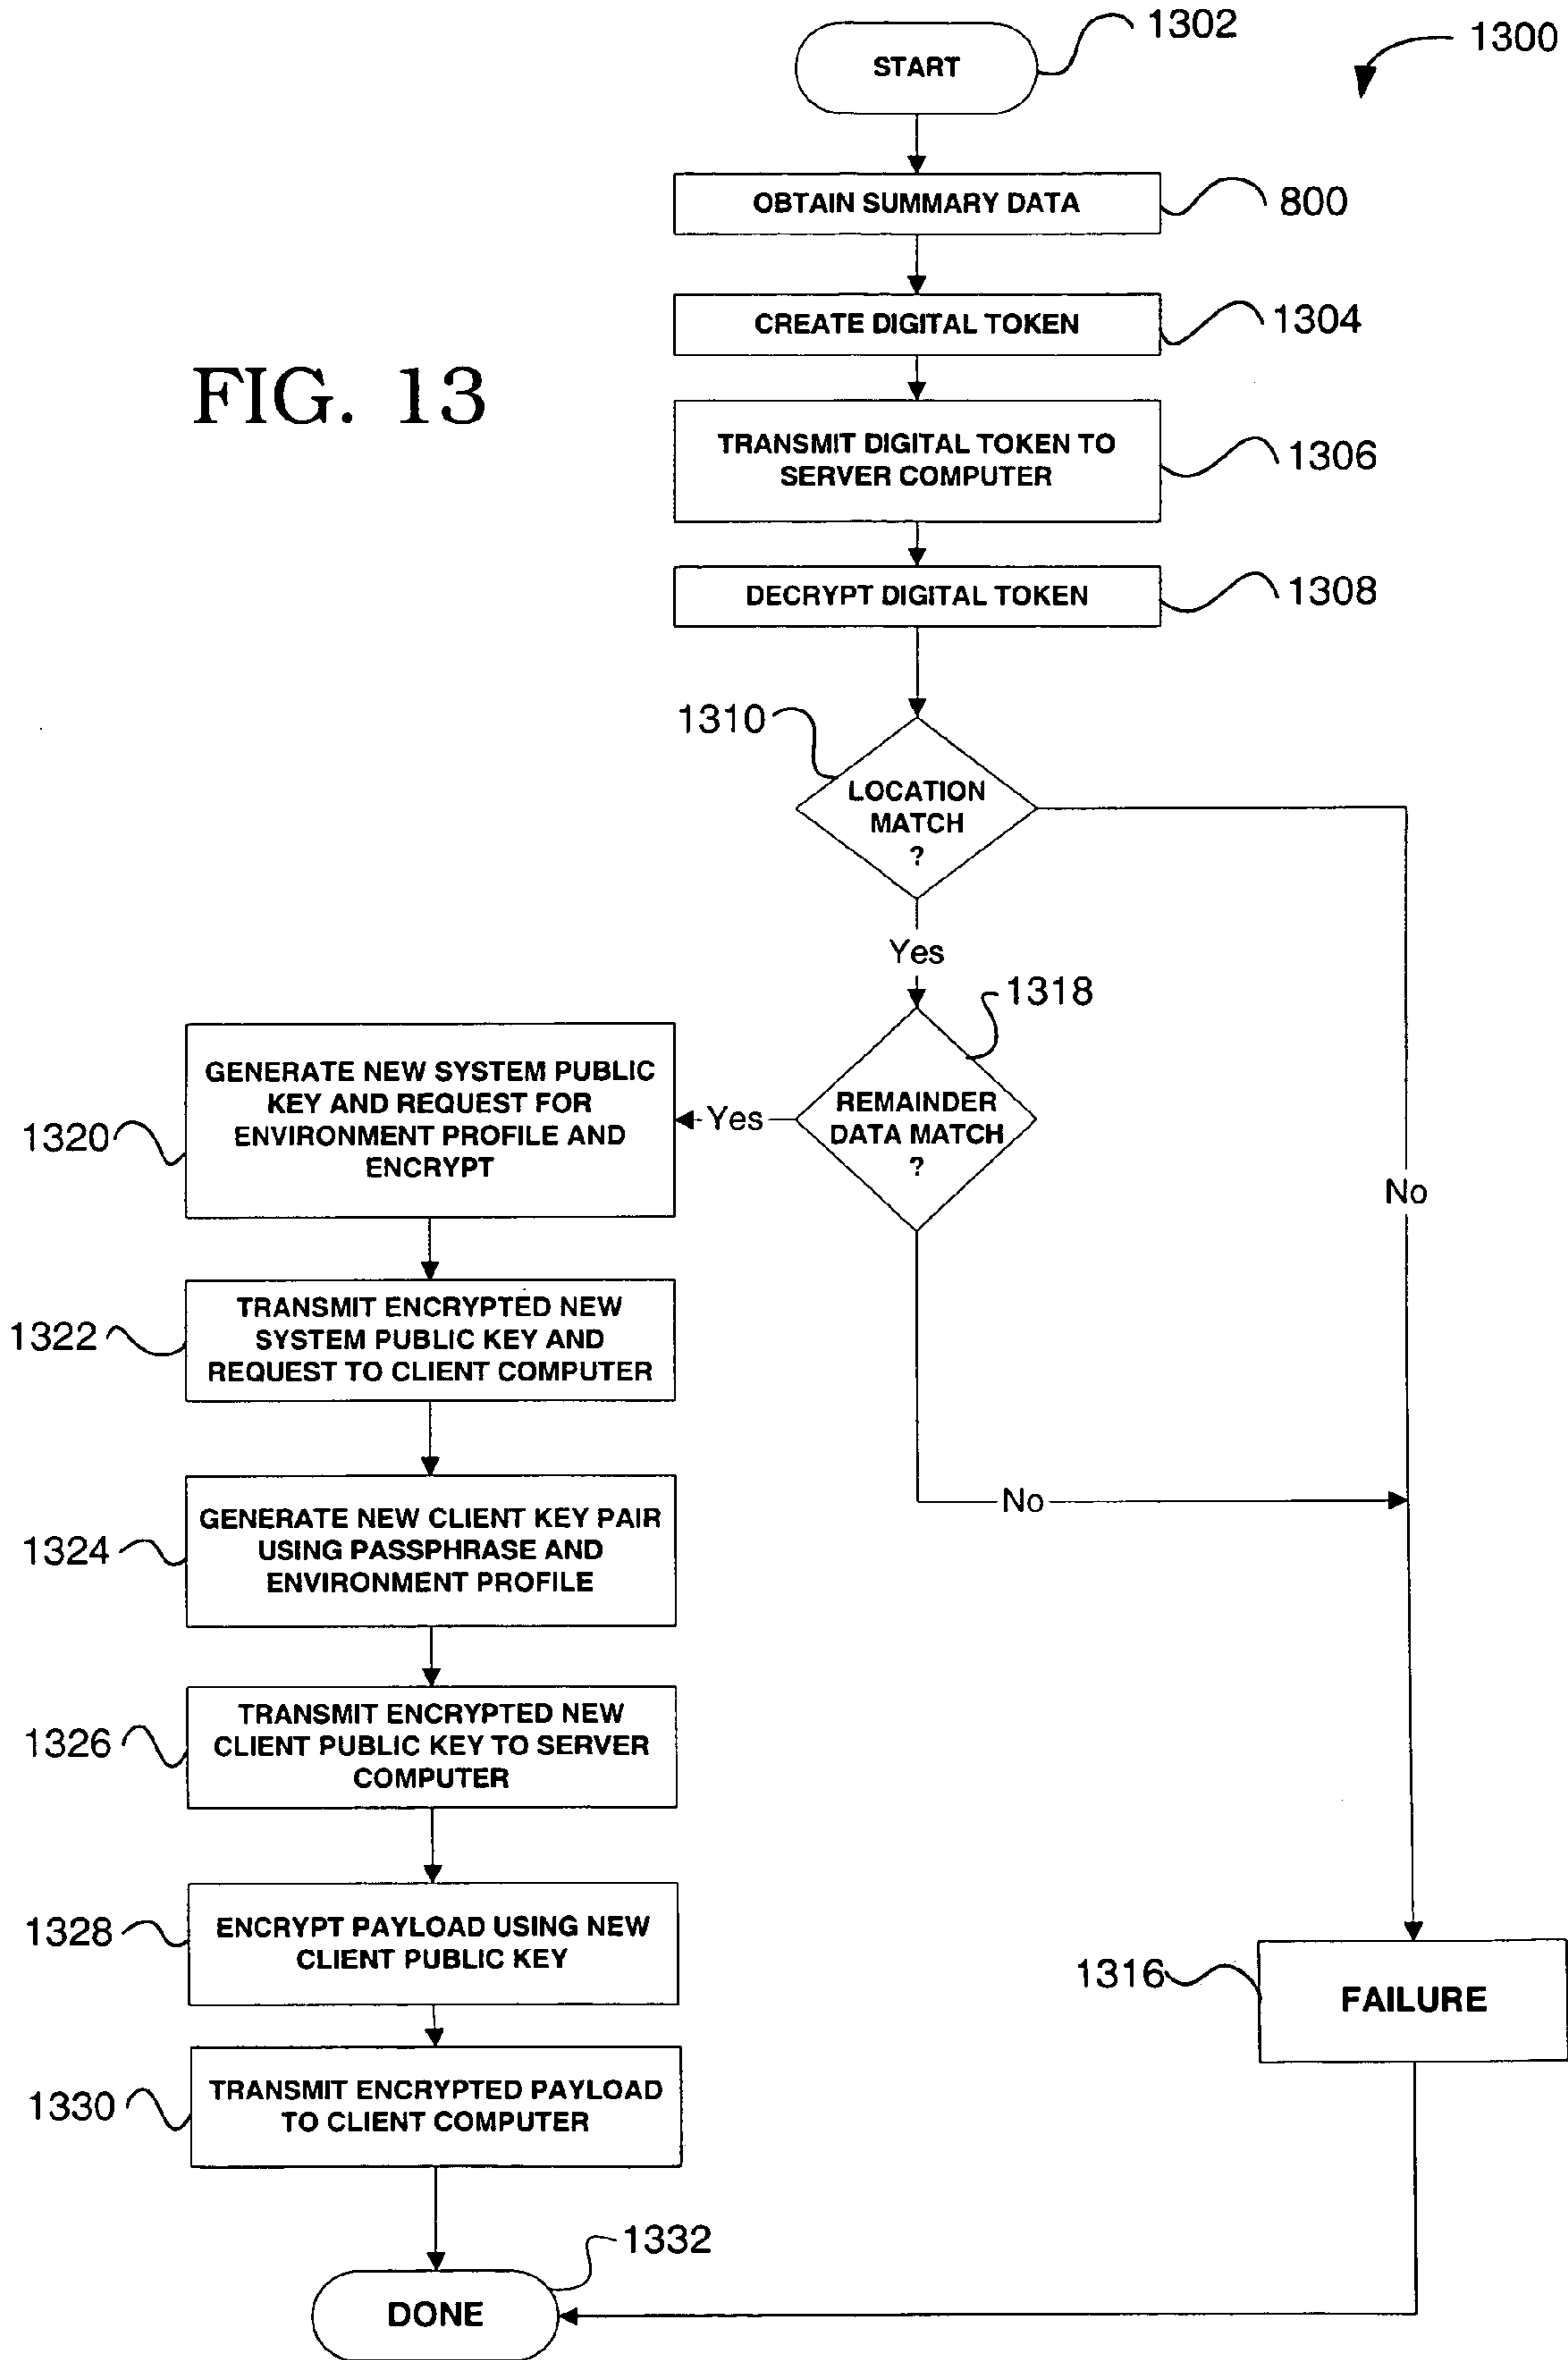 1302
1300
START
OBTAIN SUMMARY DATA
800
CREATE DIGITAL TOKEN
1304
FIG. 13
TRANSMIT DIGITAL TOKEN TO
SERVER COMPUTER
1306
DECRYPT DIGITAL TOKEN
1308
1310
LOCATION
MATCH
?
Yes
1318
REMAINDER
DATA MATCH
?
Yes
No
No
GENERATE NEW SYSTEM PUBLIC
KEY AND REQUEST FOR
ENVIRONMENT PROFILE AND
ENCRYPT
1320
TRANSMIT ENCRYPTED NEW
SYSTEM PUBLIC KEY AND
REQUEST TO CLIENT COMPUTER
1322
GENERATE NEW CLIENT KEY PAIR
USING PASSPHRASE AND
ENVIRONMENT PROFILE
1324
TRANSMIT ENCRYPTED NEW
CLIENT PUBLIC KEY TO SERVER
COMPUTER
1326
ENCRYPT PAYLOAD USING NEW
CLIENT PUBLIC KEY
1328
1316
FAILURE
TRANSMIT ENCRYPTED PAYLOAD
TO CLIENT COMPUTER
1330
1332
DONE